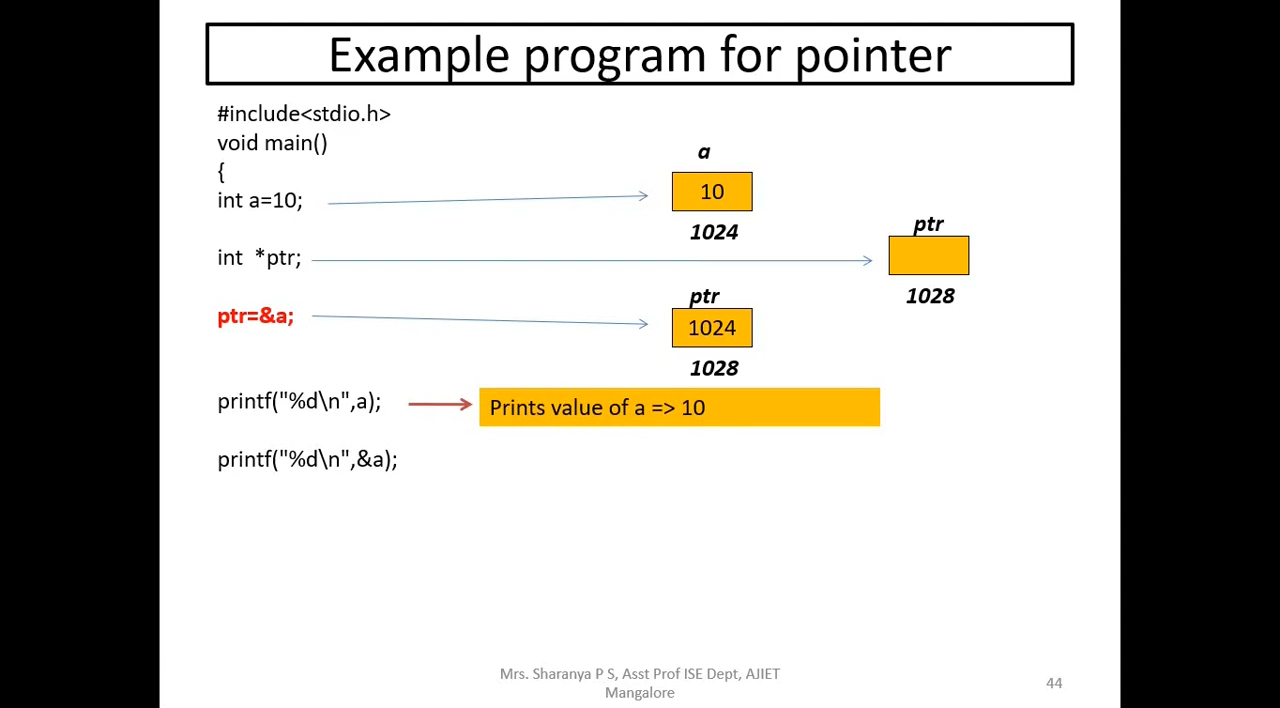 Example program for pointer
#include<stdio.h>
void main()
{
int a=10;
a
10
1024
int  *ptr;
ptr
1028
ptr=&a;
ptr
1024
1028
printf("%d\n",a);
Prints value of a => 10
printf("%d\n",&a);
Mrs. Sharanya P S, Asst Prof ISE Dept, AJIET
Mangalore
44